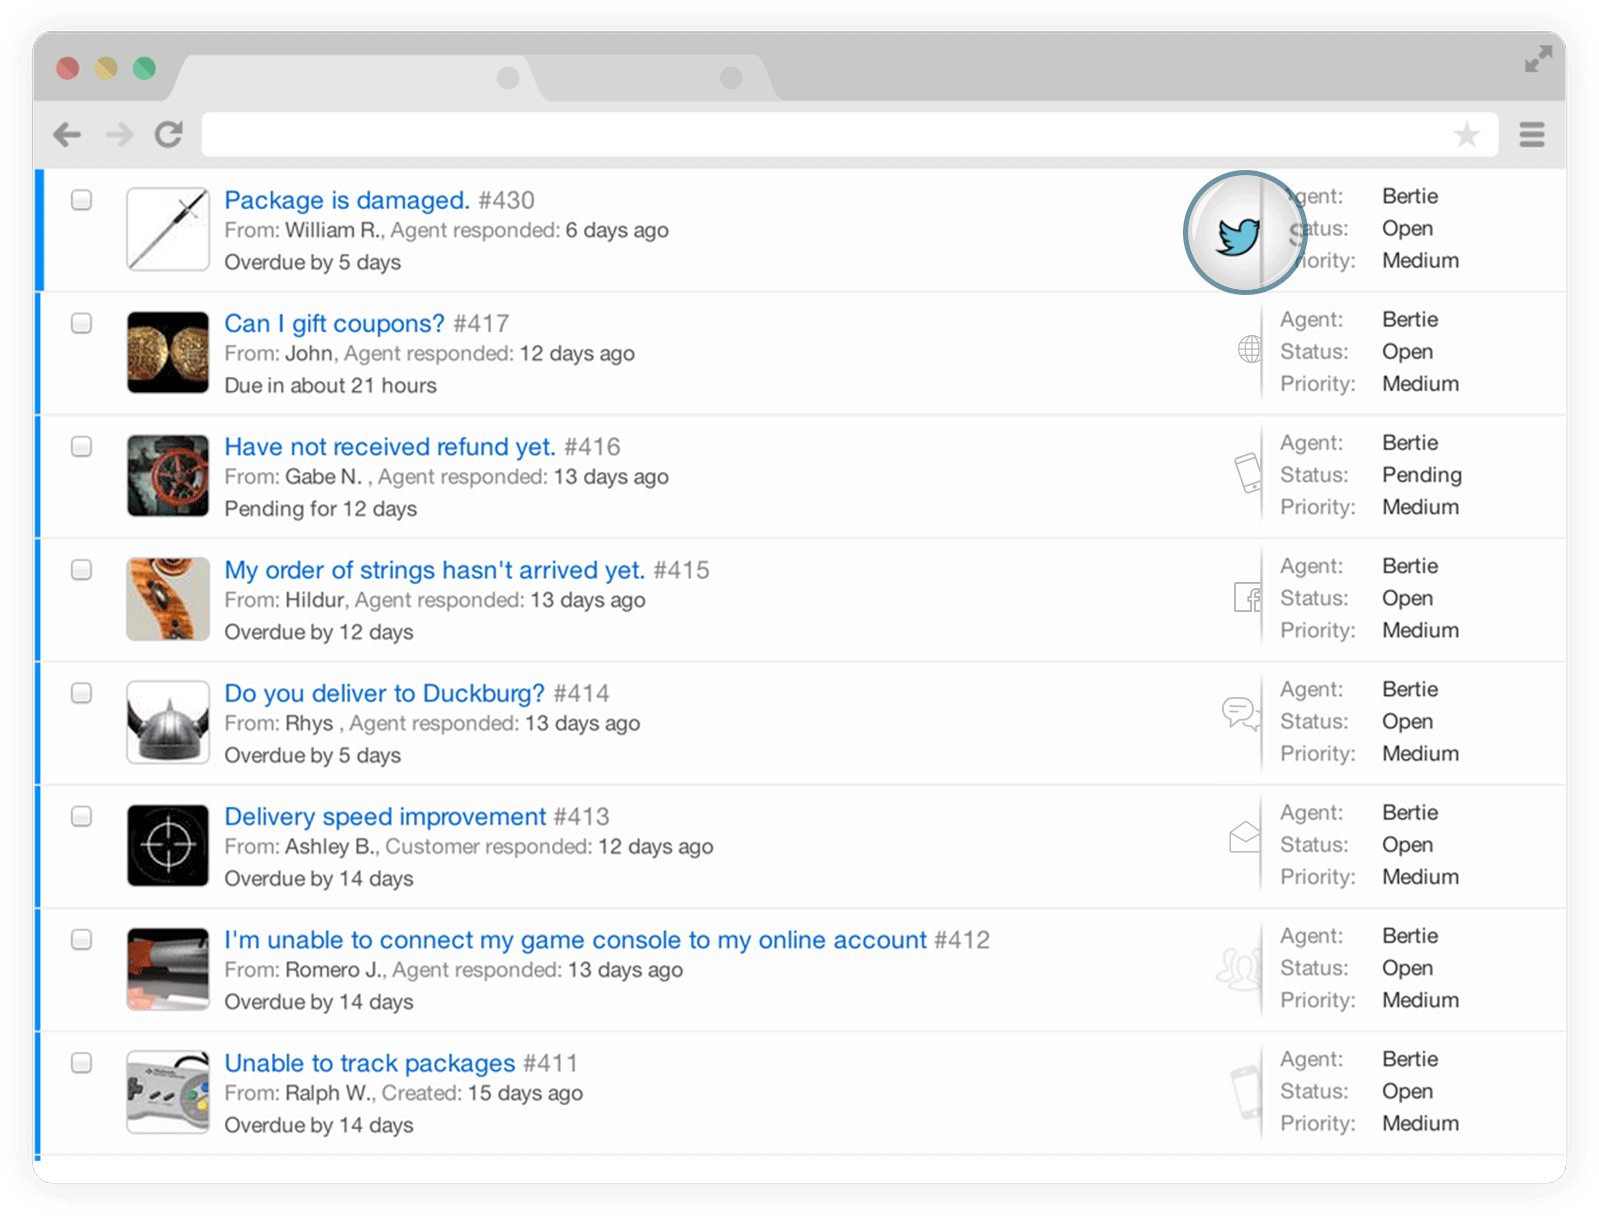 Package is damaged. #430
From: William R., Agent responded: 6 days ago
Overdue by 5 days
Agent: Bertie
Status: Open
Priority: Medium
Can I gift coupons? #417
From: John, Agent responded: 12 days ago
Due in about 21 hours
Agent: Bertie
Status: Open
Priority: Medium
Have not received refund yet. #416
From: Gabe N. , Agent responded: 13 days ago
Pending for 12 days
Agent: Bertie
Status: Pending
Priority: Medium
My order of strings hasn't arrived yet. #415
From: Hildur, Agent responded: 13 days ago
Overdue by 12 days
Agent: Bertie
Status: Open
Priority: Medium
Do you deliver to Duckburg? #414
From: Rhys , Agent responded: 13 days ago
Overdue by 5 days
Agent: Bertie
Status: Open
Priority: Medium
Delivery speed improvement #413
From: Ashley B., Customer responded: 12 days ago
Overdue by 14 days
Agent: Bertie
Status: Open
Priority: Medium
I'm unable to connect my game console to my online account #412
From: Romero J., Agent responded: 13 days ago
Overdue by 14 days
Agent: Bertie
Status: Open
Priority: Medium
Unable to track packages #411
From: Ralph W., Created: 15 days ago
Overdue by 14 days
Agent: Bertie
Status: Open
Priority: Medium